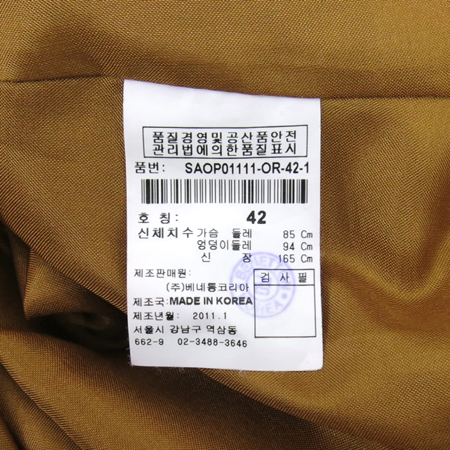 품질경영및공산품안전
관리법에의한품질표시
품번: SAOP01111-OR-42-1
호 칭: 42
신체치수 가슴 둘레 85 Cm
엉덩이둘레 94 Cm
신 장 165 Cm
제조판매원: 검 사 필
(주)베네통코리아
제조국: MADE IN KOREA
제조년월: 2011.1
서울시 강남구 역삼동
662-9 02-3488-3646